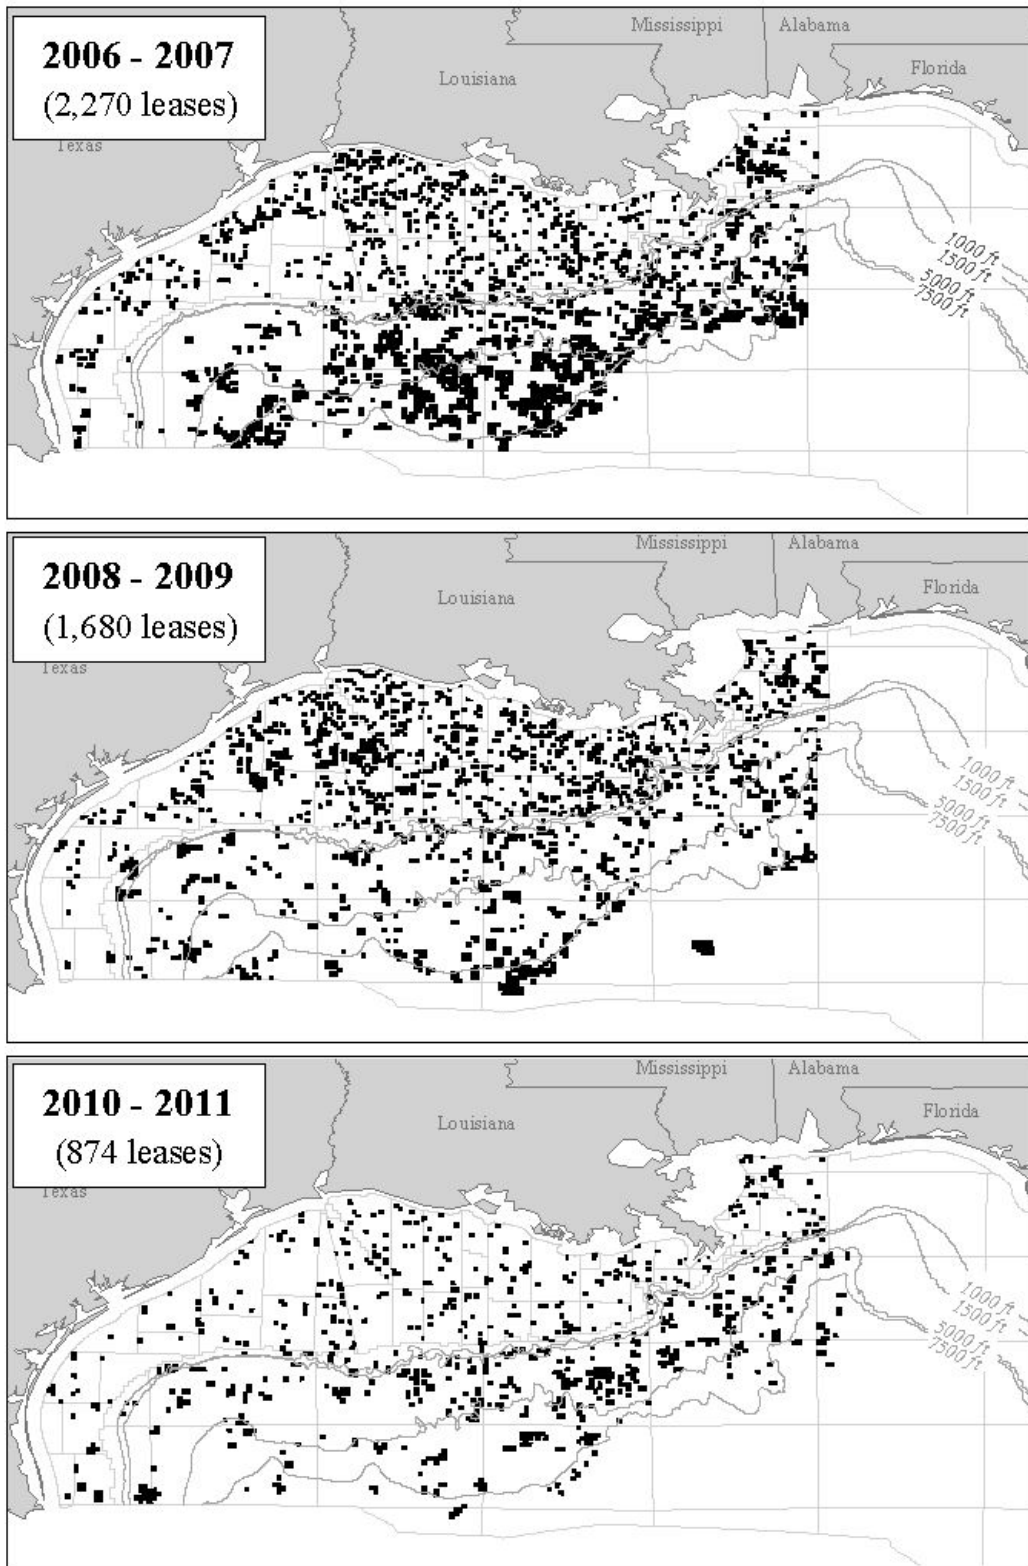 2006 - 2007
(2,270 leases)
Mississippi
Alabama
Louisiana
Florida
Texas
1000 ft
1500 ft
5000 ft
7500 ft
2008 - 2009
(1,680 leases)
Mississippi
Alabama
Louisiana
Florida
Texas
1000 ft
1500 ft
5000 ft
7500 ft
2010 - 2011
(874 leases)
Mississippi
Alabama
Louisiana
Florida
Texas
1000 ft
1500 ft
5000 ft
7500 ft